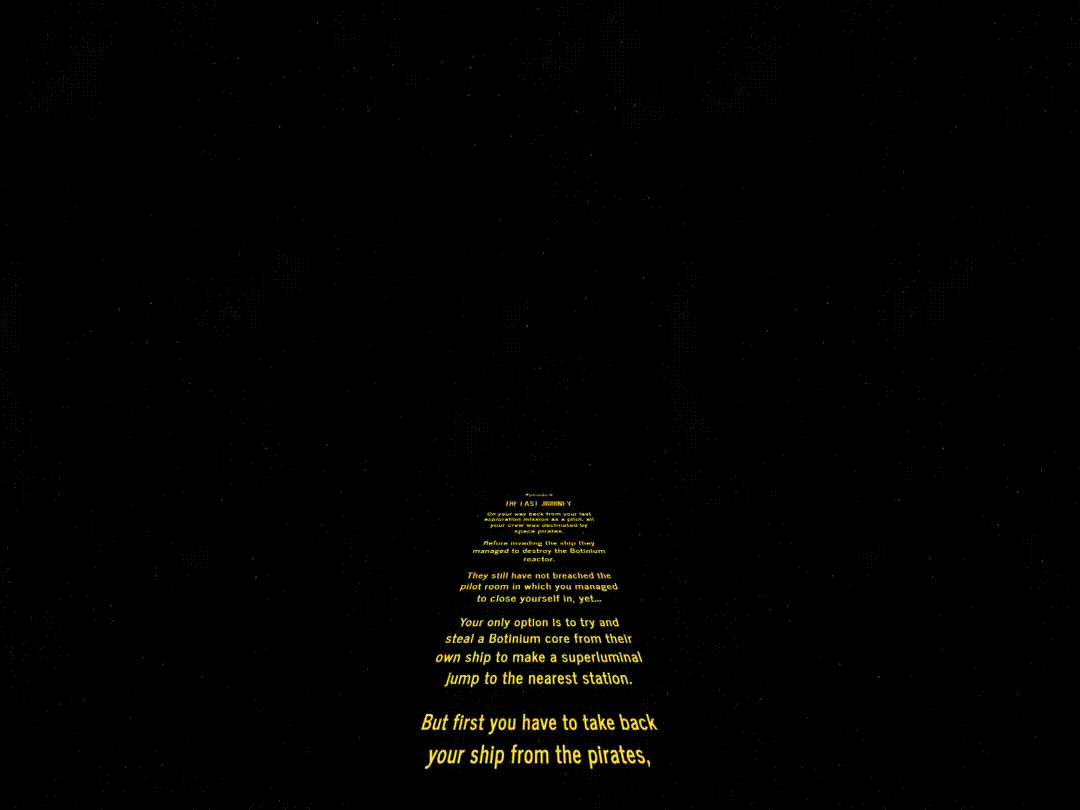 THE LAST JOURNEY
On your way back from your last
exploration mission as a pilot, all
your crew was decimated by
space pirates.
Before invading the ship they
managed to destroy the Botinium
reactor.
They still have not breached the
pilot room in which you managed
to close yourself in, yet...
Your only option is to try and
steal a Botinium core from their
own ship to make a superluminal
jump to the nearest station.
But first you have to take back
your ship from the pirates,